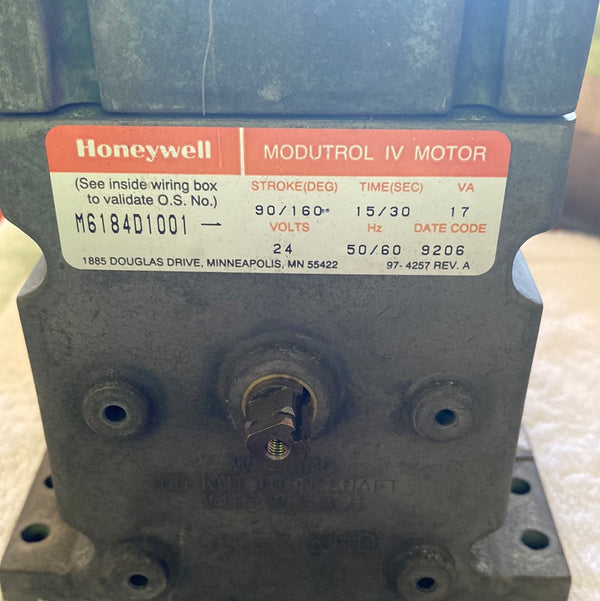 Honeywell
MODUTROL IV MOTOR
(See inside wiring box
to validate O.S. No.)
M6184D1001 →
STROKE(DEG) TIME(SEC) VA
90/160* 15/30 17
VOLTS Hz DATE CODE
24 50/60 9206
1885 DOUGLAS DRIVE, MINNEAPOLIS, MN 55422 97-4257 REV. A
SHAFT